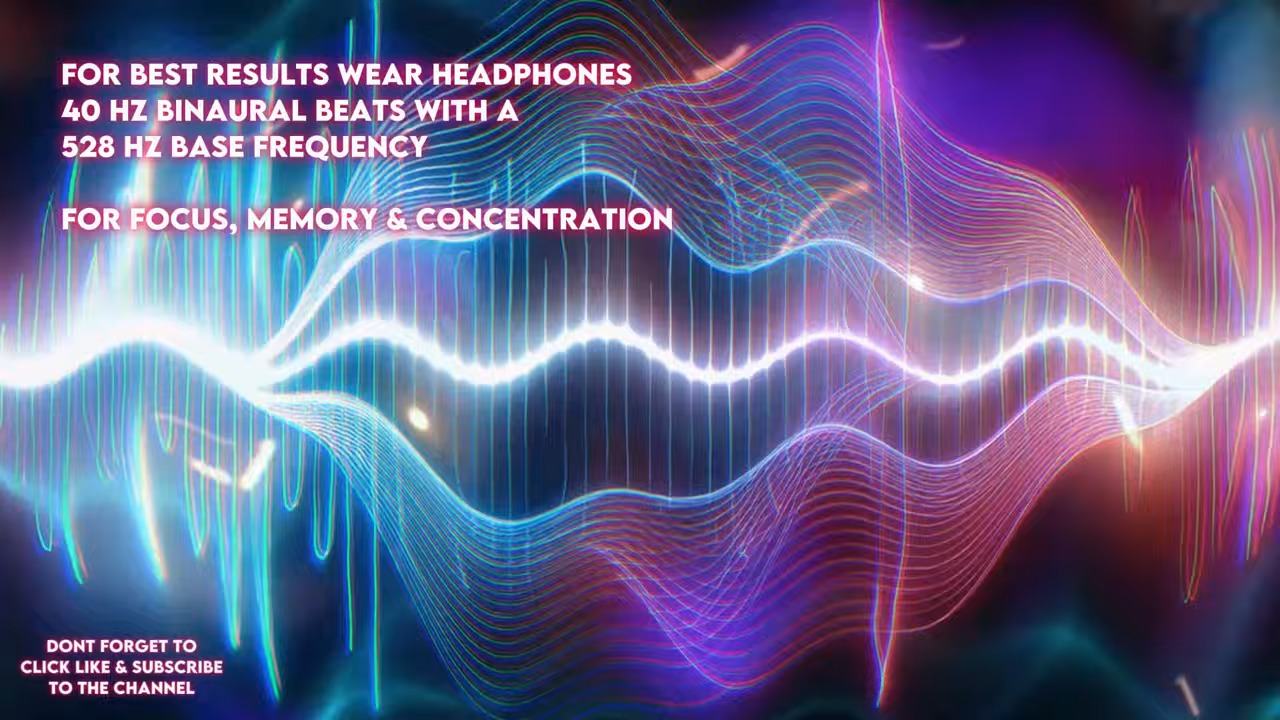 FOR BEST RESULTS WEAR HEADPHONES
40 HZ BINAURAL BEATS WITH A
528 HZ BASE FREQUENCY
FOR FOCUS, MEMORY & CONCENTRATION
DONT FORGET TO
CLICK LIKE & SUBSCRIBE
TO THE CHANNEL